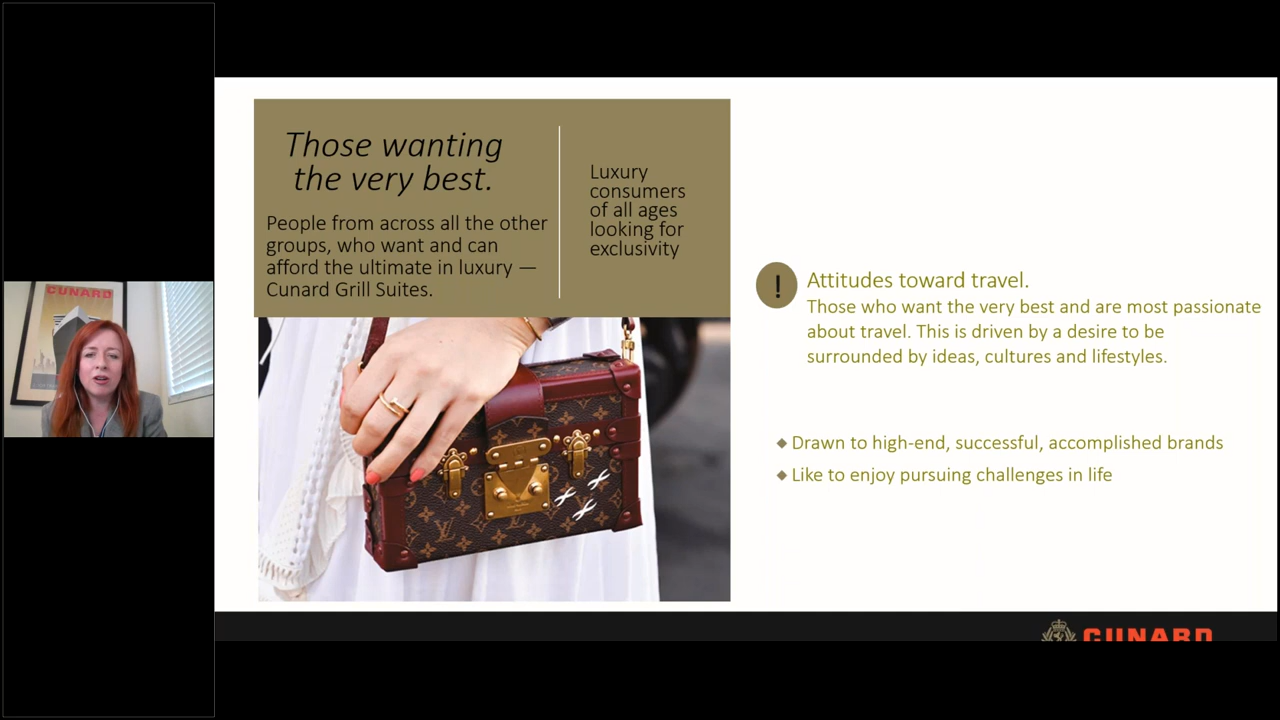 CUNARD
Those wanting
the very best.
People from across all the other
groups, who want and can
afford the ultimate in luxury —
Cunard Grill Suites.
Luxury
consumers
of all ages
looking for
exclusivity
!
Attitudes toward travel.
Those who want the very best and are most passionate
about travel. This is driven by a desire to be
surrounded by ideas, cultures and lifestyles.
◆ Drawn to high-end, successful, accomplished brands
◆ Like to enjoy pursuing challenges in life
CUNARD